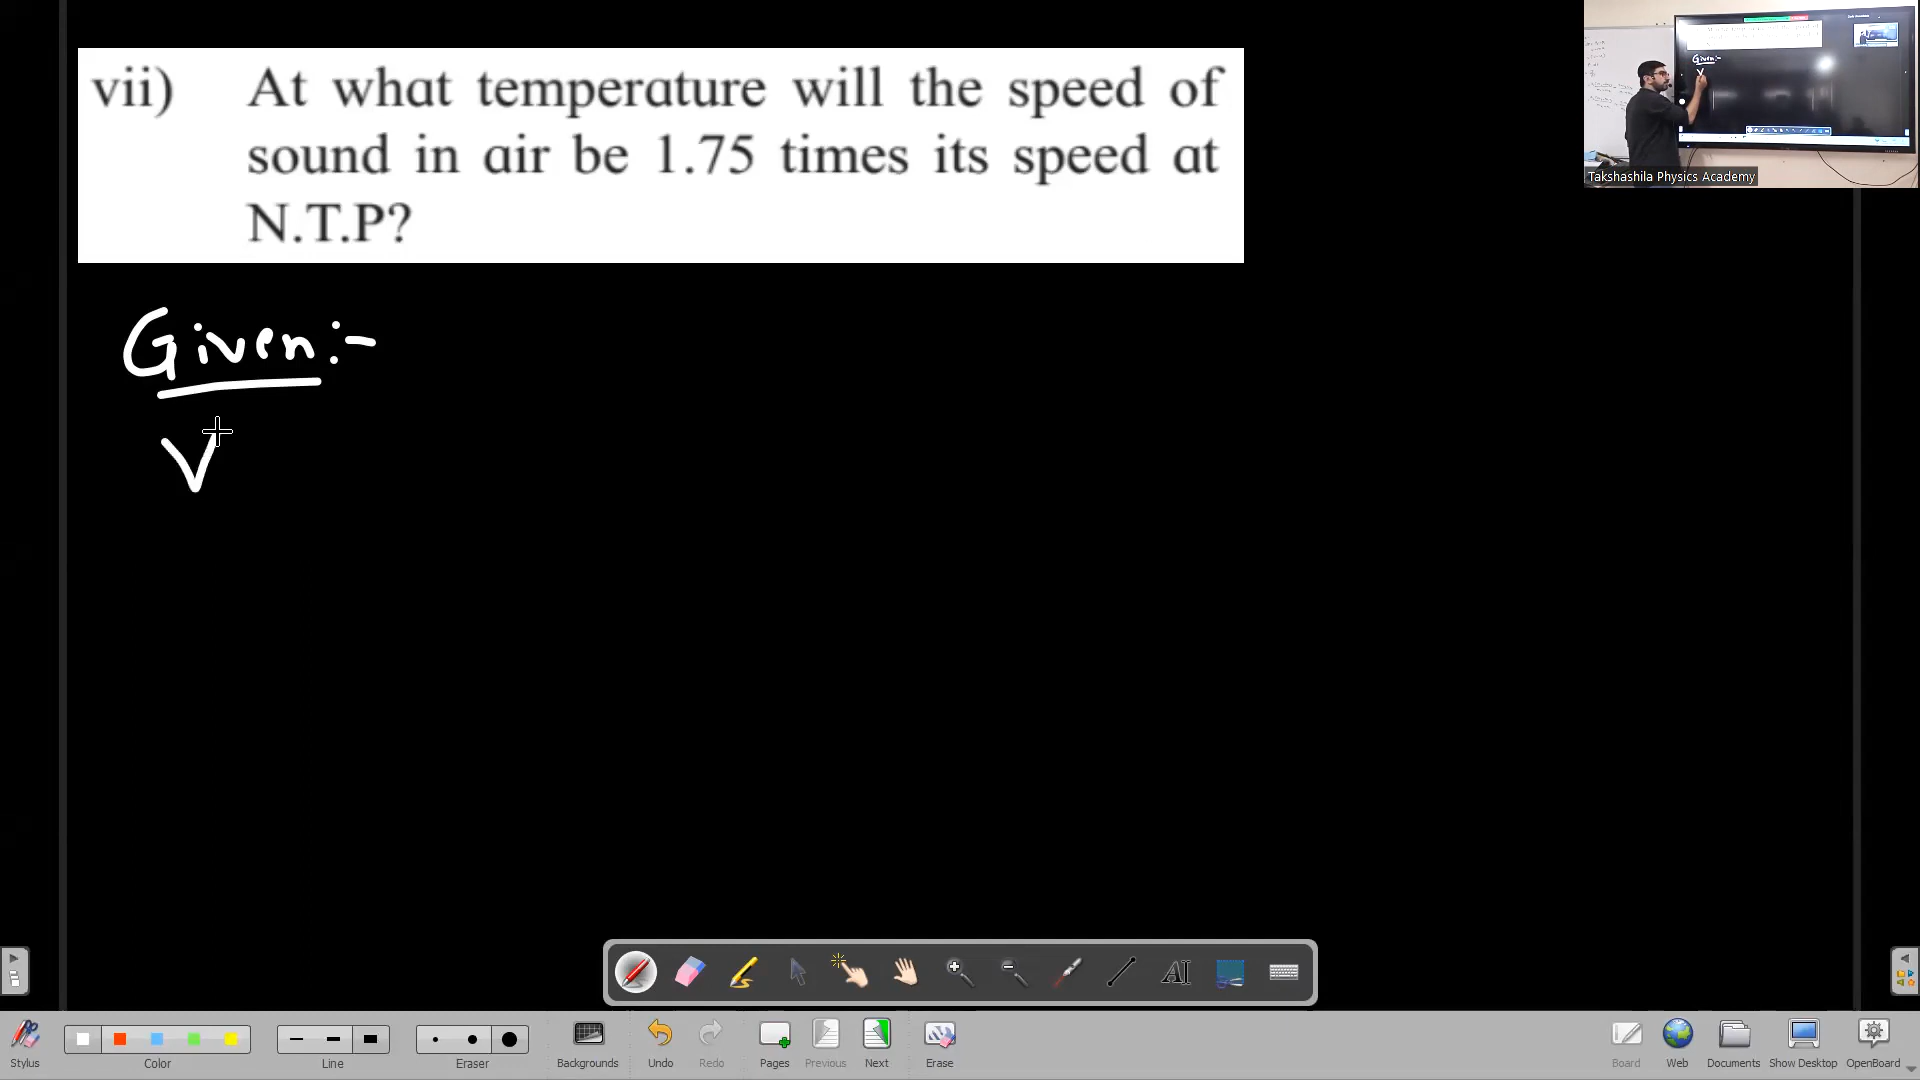 vii) At what temperature will the speed of
sound in air be 1.75 times its speed at
N.T.P?
Given:-
V
Takshashila Physics Academy
Given:-
V
Stylus
Color
Line
Eraser
Backgrounds
Undo
Redo
Pages
Previous
Next
Erase
Board
Web
Documents
Show Desktop
OpenBoard